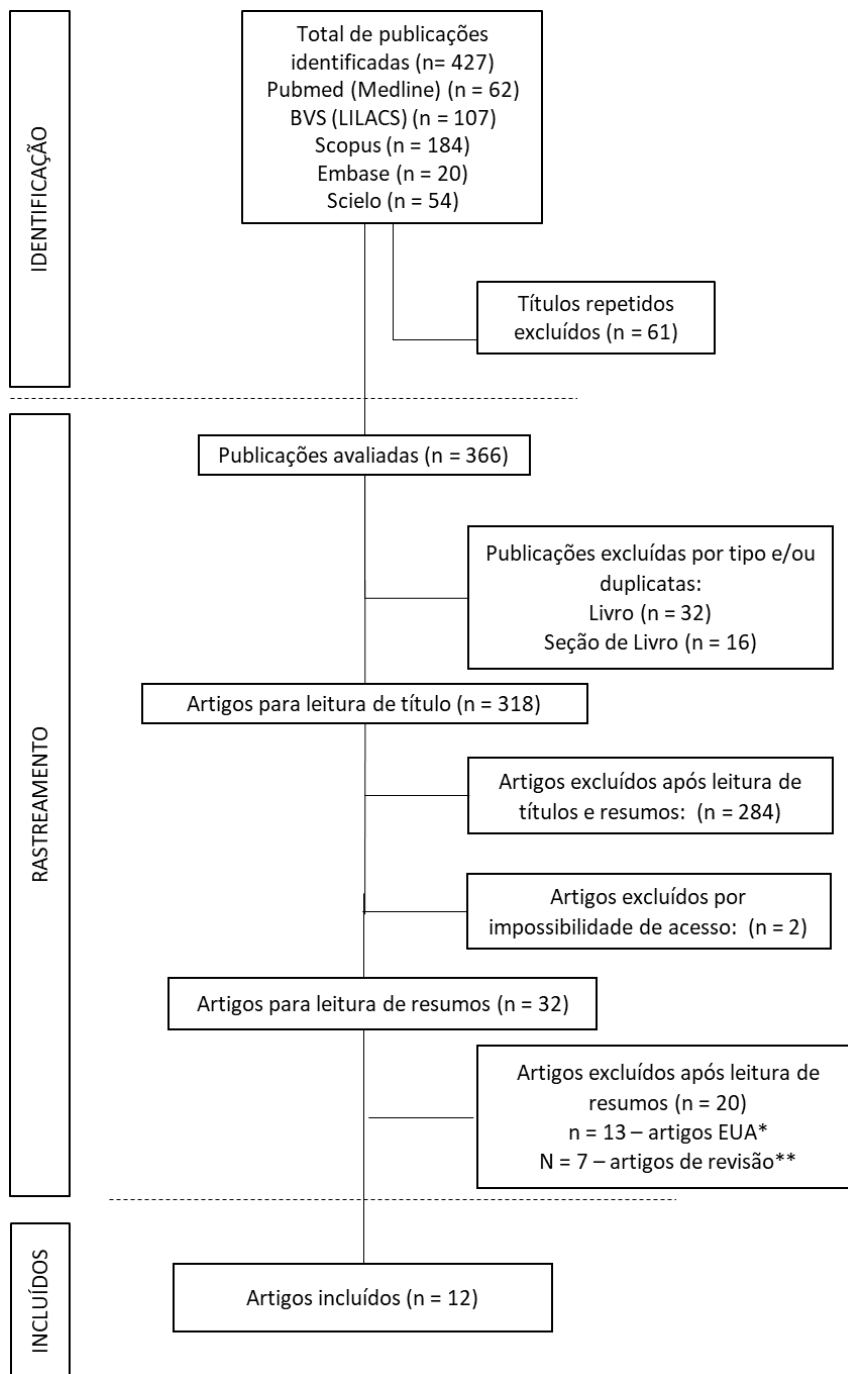 IDENTIFICAÇÃO
Total de publicações
identificadas (n= 427)
Pubmed (Medline) (n = 62)
BVS (LILACS) (n = 107)
Scopus (n = 184)
Embase (n = 20)
Scielo (n = 54)
Títulos repetidos
excluídos (n = 61)
RASTREAMENTO
Publicações avaliadas (n = 366)
Publicações excluídas por tipo e/ou
duplicatas:
Livro (n = 32)
Seção de Livro (n = 16)
Artigos para leitura de título (n = 318)
Artigos excluídos após leitura de
títulos e resumos: (n = 284)
Artigos excluídos por
impossibilidade de acesso: (n = 2)
Artigos para leitura de resumos (n = 32)
Artigos excluídos após leitura de
resumos (n = 20)
n = 13 – artigos EUA*
N = 7 – artigos de revisão**
INCLUÍDOS
Artigos incluídos (n = 12)